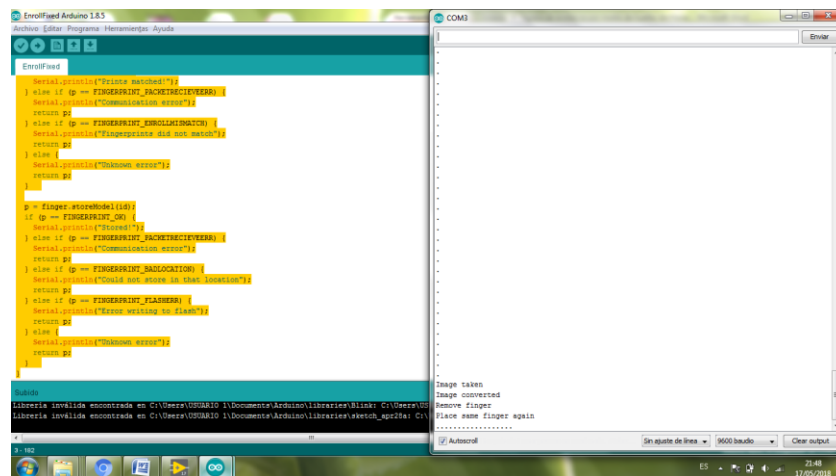 EnrollFixed Arduino 1.8.5
Archivo Editar Programa Herramientas Ayuda
EnrollFixed
Serial.println("Prints matched!");
} else if (p == FINGERPRINT_PACKETRECIEVEERR) {
Serial.println("Communication error");
return p;
} else if (p == FINGERPRINT_ENROLLMISMATCH) {
Serial.println("Fingerprints did not match");
return p;
} else {
Serial.println("Unknown error");
return p;
}
p = finger.storeModel(id);
if (p == FINGERPRINT_OK) {
Serial.println("Stored!");
} else if (p == FINGERPRINT_PACKETRECIEVEERR) {
Serial.println("Communication error");
return p;
} else if (p == FINGERPRINT_BADLOCATION) {
Serial.println("Could not store in that location");
return p;
} else if (p == FINGERPRINT_FLASHERR) {
Serial.println("Error writing to flash");
return p;
} else {
Serial.println("Unknown error");
return p;
}
}
Subido
Librería inválida encontrada en C:\Users\USUARIO 1\Documents\Arduino\libraries\Blink: C:\Users\US
Librería inválida encontrada en C:\Users\USUARIO 1\Documents\Arduino\libraries\sketch_apr28a: C:\
3 - 182
COM3
Enviar
Image taken
Image converted
Remove finger
Place same finger again
..................
Autoscroll
Sin ajuste de línea
9600 baudio
Clear output
ES
21:48
17/05/2018